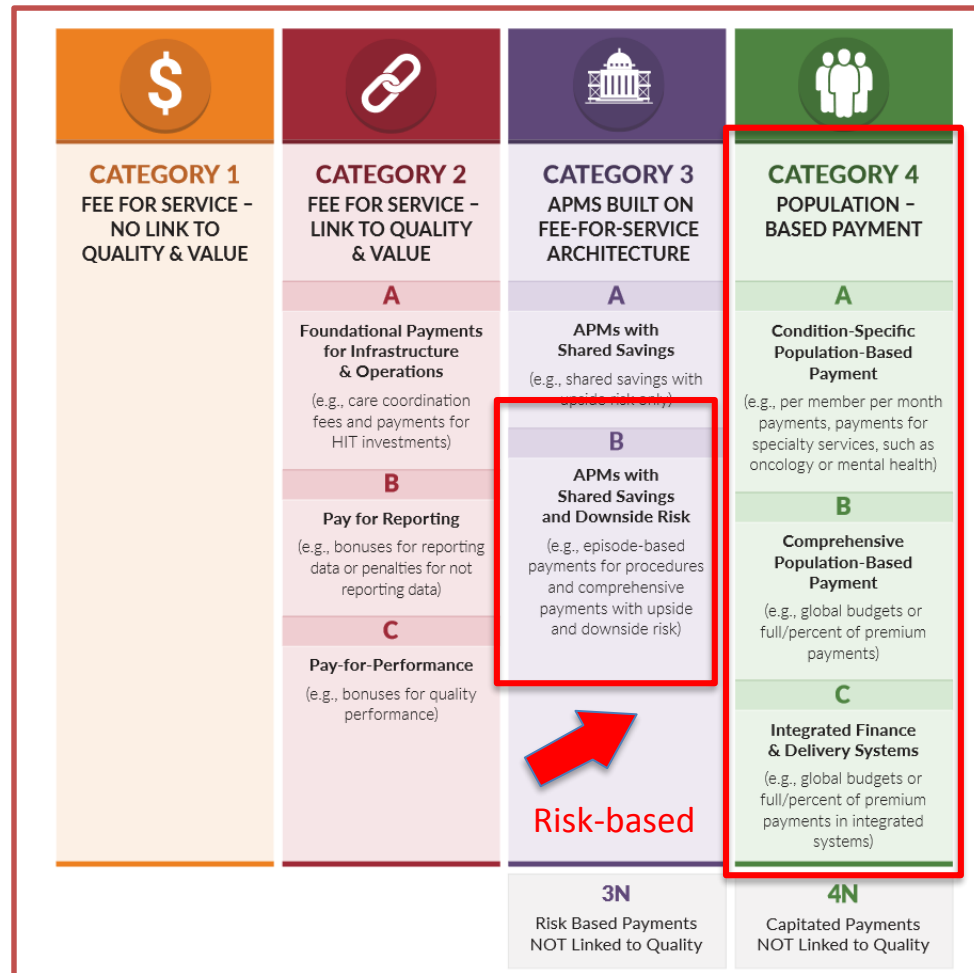 $
CATEGORY 1
FEE FOR SERVICE –
NO LINK TO
QUALITY & VALUE
CATEGORY 2
FEE FOR SERVICE –
LINK TO QUALITY
& VALUE
A
Foundational Payments
for Infrastructure
& Operations
(e.g., care coordination
fees and payments for
HIT investments)
B
Pay for Reporting
(e.g., bonuses for reporting
data or penalties for not
reporting data)
C
Pay-for-Performance
(e.g., bonuses for quality
performance)
CATEGORY 3
APMS BUILT ON
FEE-FOR-SERVICE
ARCHITECTURE
A
APMs with
Shared Savings
(e.g., shared savings with
upside risk only)
B
APMs with
Shared Savings
and Downside Risk
(e.g., episode-based
payments for procedures
and comprehensive
payments with upside
and downside risk)
Risk-based
3N
Risk Based Payments
NOT Linked to Quality
CATEGORY 4
POPULATION –
BASED PAYMENT
A
Condition-Specific
Population-Based
Payment
(e.g., per member per month
payments, payments for
specialty services, such as
oncology or mental health)
B
Comprehensive
Population-Based
Payment
(e.g., global budgets or
full/percent of premium
payments)
C
Integrated Finance
& Delivery Systems
(e.g., global budgets or
full/percent of premium
payments in integrated
systems)
4N
Capitated Payments
NOT Linked to Quality